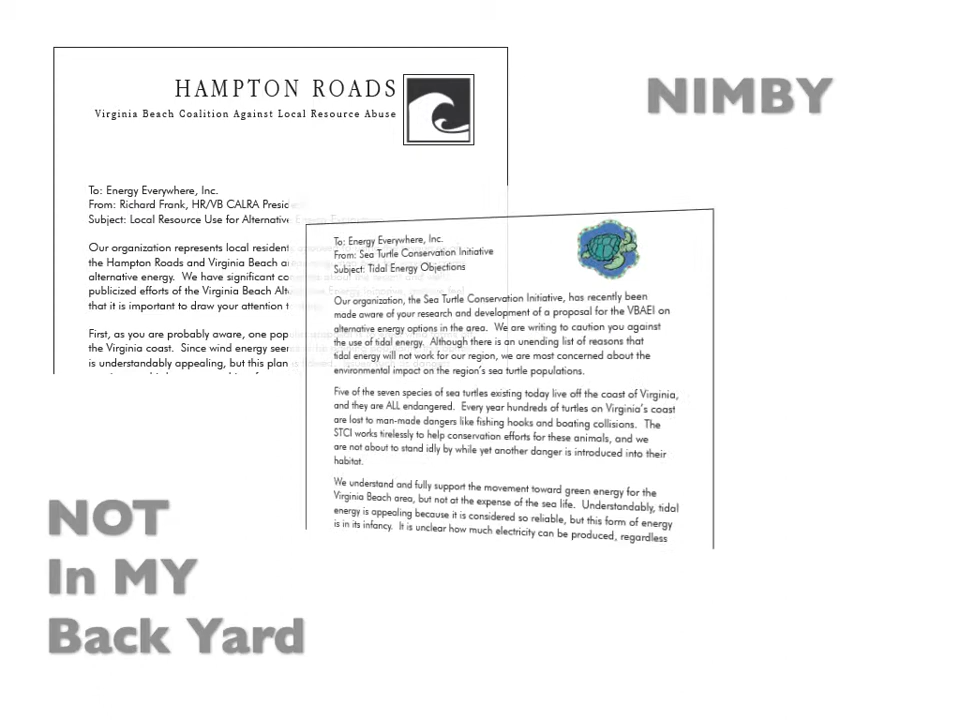 HAMPTON ROADS
Virginia Beach Coalition Against Local Resource Abuse
To: Energy Everywhere, Inc.
From: Richard Frank, HR/VB CALRA
Subject: Local Resource Use for Alternative
Our organization represents local
the Hampton Roads and Virginia Beach
alternative energy. We have significant
publicized efforts of the Virginia Beach
that it is important to draw your attention
First, as you are probably aware, one
the Virginia coast. Since wind energy
is understandably appealing, but this plan
NIMBY
To: Energy Everywhere, Inc.
From: Sea Turtle Conservation Initiative
Subject: Tidal Energy Objections
Our organization, the Sea Turtle Conservation Initiative, has recently been
made aware of your research and development of a proposal for the VBAEI on
alternative energy options in the area. We are writing to caution you against
the use of tidal energy. Although there is an unending list of reasons that
tidal energy will not work for our region, we are most concerned about the
environmental impact on the region's sea turtle populations.
Five of the seven species of sea turtles existing today live off the coast of Virginia,
and they are ALL endangered. Every year hundreds of turtles on Virginia's coast
are lost to man-made dangers like fishing hooks and boating collisions. The
STCI works tirelessly to help conservation efforts for these animals, and we
are not about to stand idly by while yet another danger is introduced into their
habitat.
We understand and fully support the movement toward green energy for the
Virginia Beach area, but not at the expense of the sea life. Understandably, tidal
energy is appealing because it is considered so reliable, but this form of energy
is in its infancy. It is unclear how much electricity can be produced, regardless
NOT
In MY
Back Yard